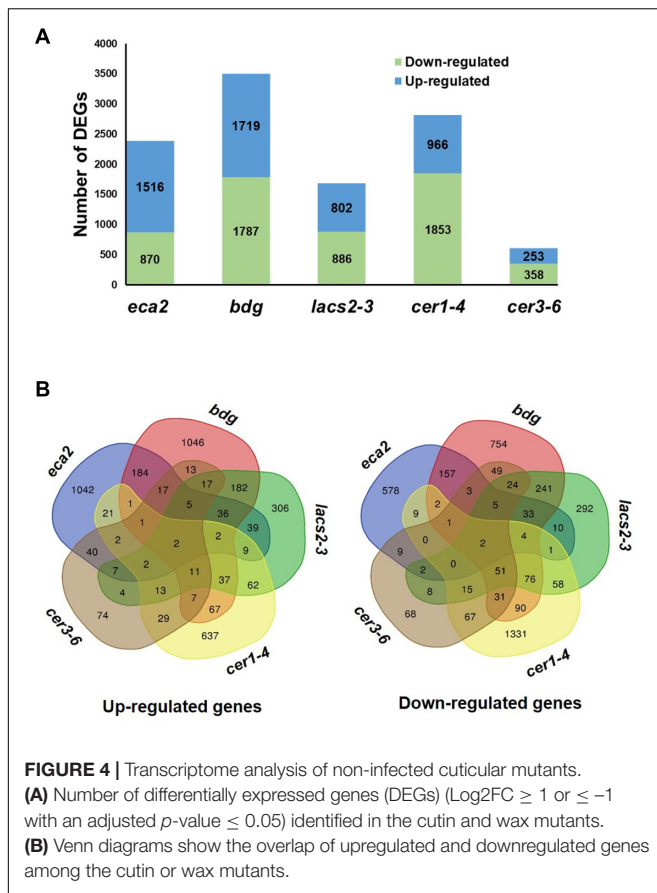 A
Down-regulated
Up-regulated
Number of DEGs
4000
3500
3000
2500
2000
1500
1000
500
0
1516
870
1719
1787
802
886
966
1853
253
358
eca2 bdg lacs2-3 cer1-4 cer3-6
B
bdg
eca2
lacs2-3
cer3-6
cer1-4
1046
13
184 17 182
1042 17 306
5 36
1 39
21 1 2
2 2 9
40
7 2 11 37 62
4 13
7 67
74 29
637
Up-regulated genes
bdg
eca2
lacs2-3
cer3-6
cer1-4
754
49
157 24 241
578 3 292
5 33
2 10
9 1 4
0 2 1
9
2 0 51 76 58
8 15
31 90
68 67
1331
Down-regulated genes
FIGURE 4 | Transcriptome analysis of non-infected cuticular mutants.
(A) Number of differentially expressed genes (DEGs) (Log2FC ≥ 1 or ≤ –1
with an adjusted p-value ≤ 0.05) identified in the cutin and wax mutants.
(B) Venn diagrams show the overlap of upregulated and downregulated genes
among the cutin or wax mutants.